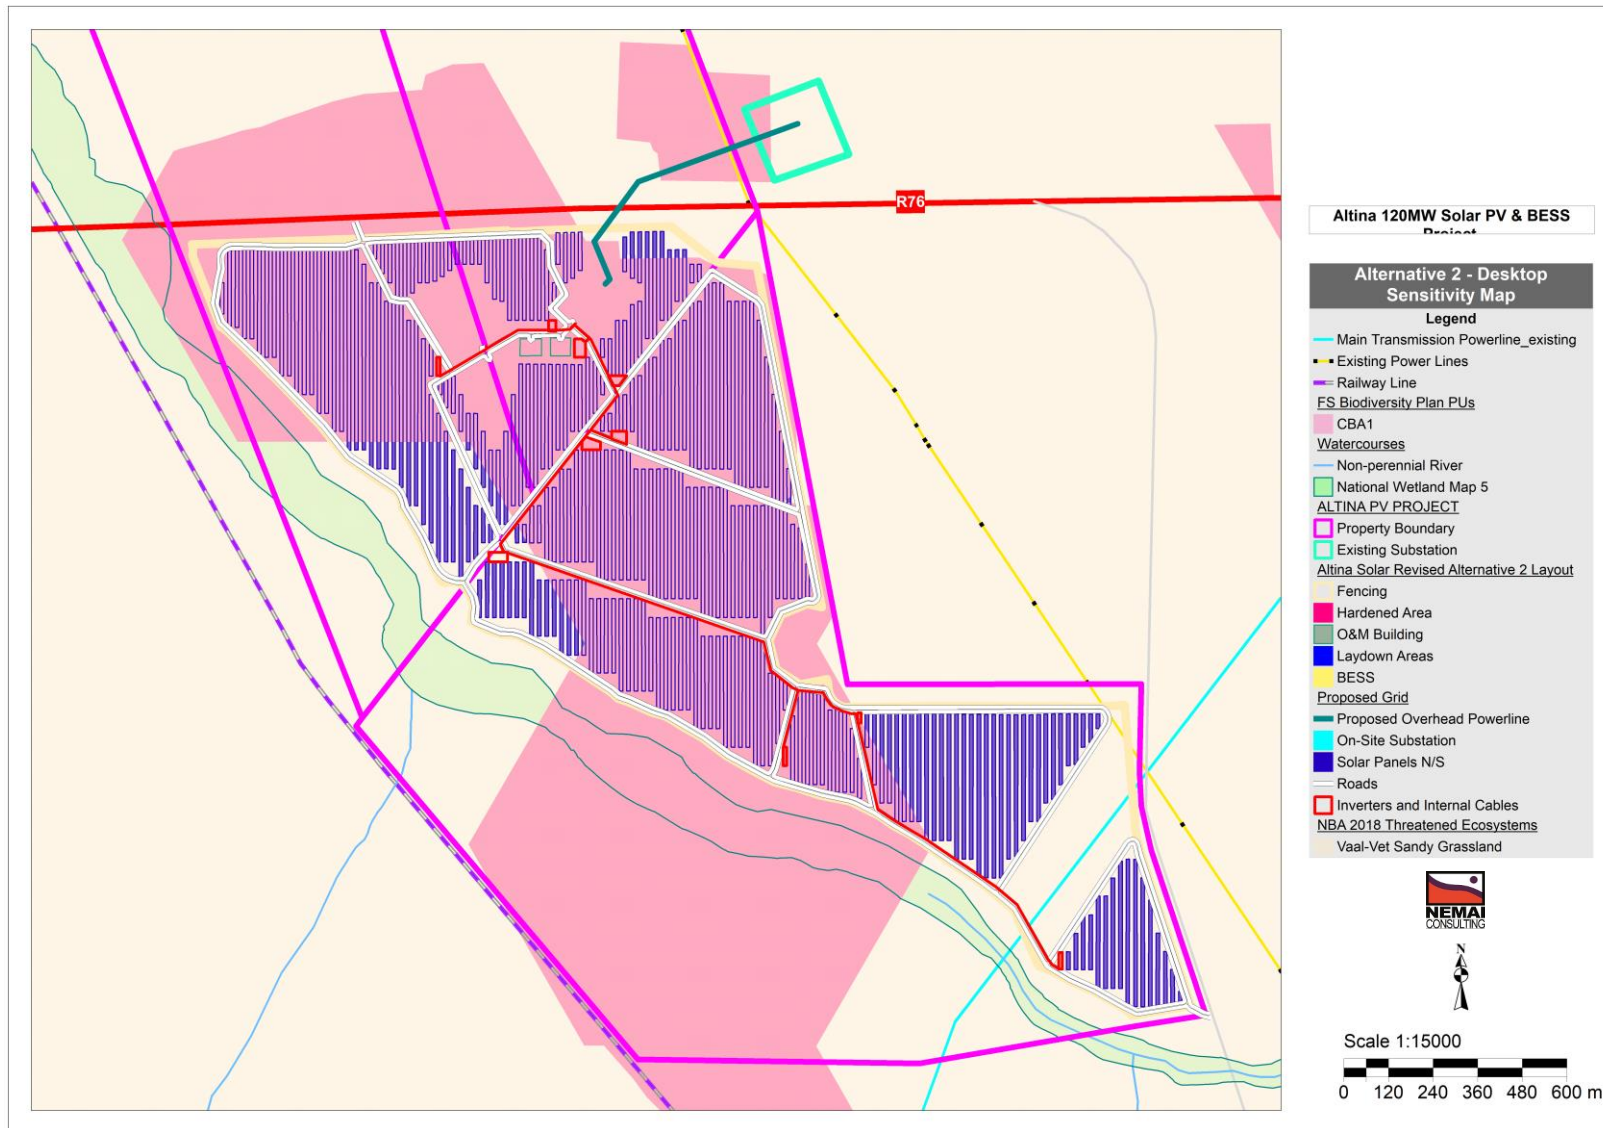 R76
Altina 120MW Solar PV & BESS
Project
Alternative 2 - Desktop
Sensitivity Map
Legend
Main Transmission Powerline_existing
Existing Power Lines
Railway Line
FS Biodiversity Plan PUs
CBA1
Watercourses
Non-perennial River
National Wetland Map 5
ALTINA PV PROJECT
Property Boundary
Existing Substation
Altina Solar Revised Alternative 2 Layout
Fencing
Hardened Area
O&M Building
Laydown Areas
BESS
Proposed Grid
Proposed Overhead Powerline
On-Site Substation
Solar Panels N/S
Roads
Inverters and Internal Cables
NBA 2018 Threatened Ecosystems
Vaal-Vet Sandy Grassland
NEMAI
CONSULTING
N
Scale 1:15000
0 120 240 360 480 600 m